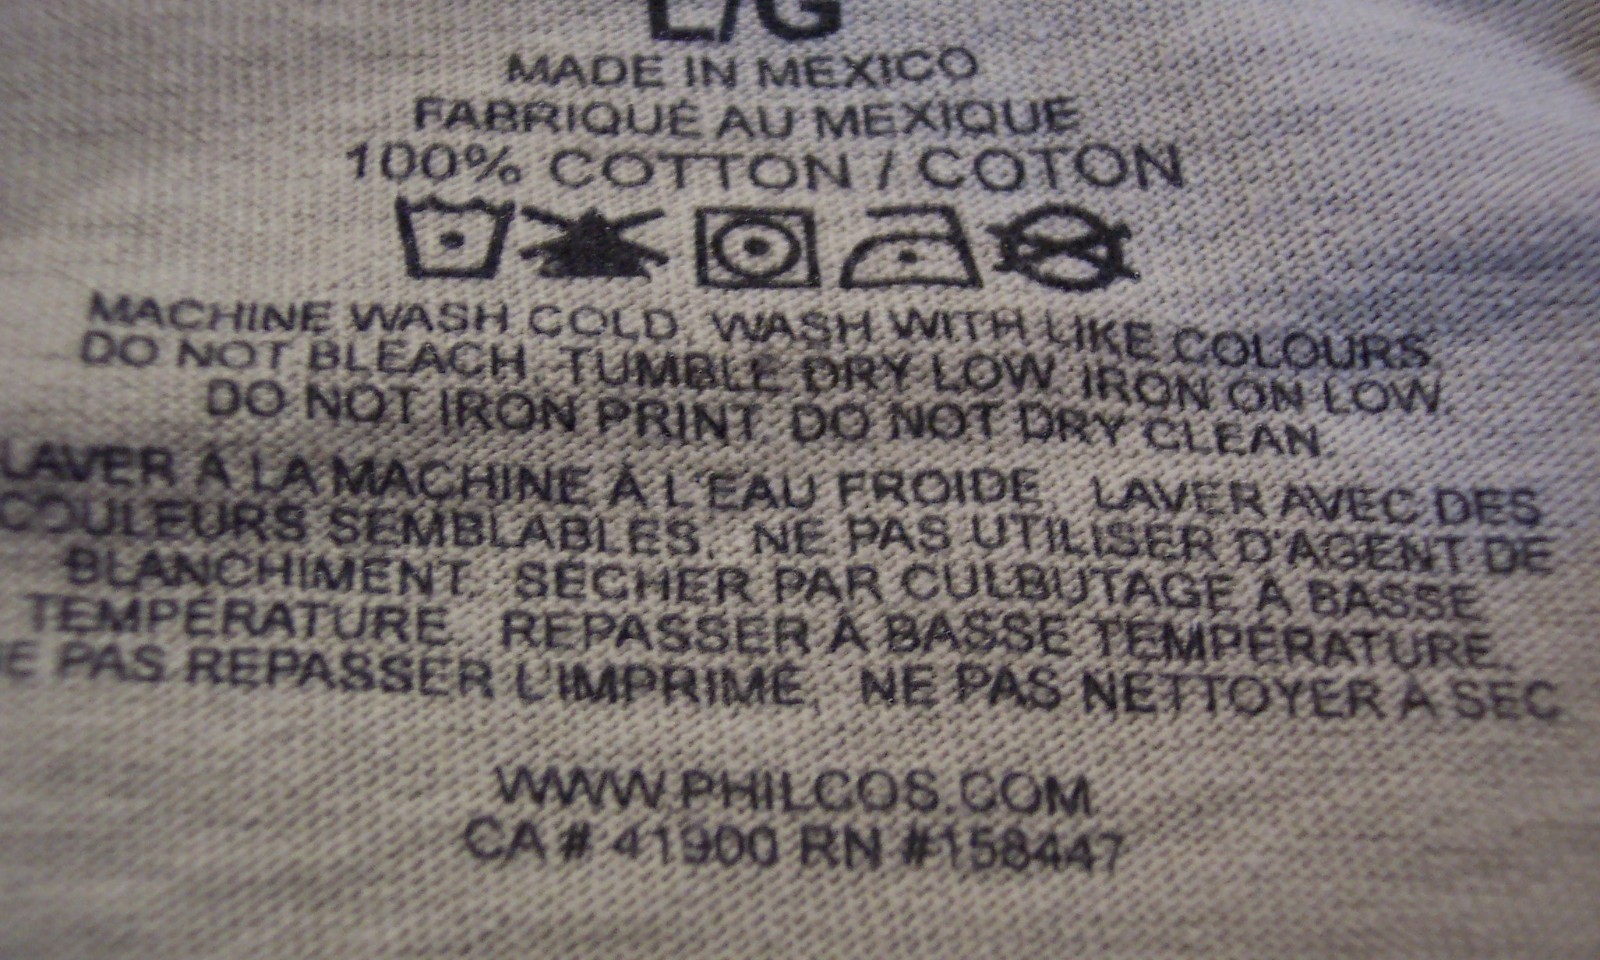 L/G
MADE IN MEXICO
FABRIQUÉ AU MEXIQUE
100% COTTON / COTON
MACHINE WASH COLD. WASH WITH LIKE COLOURS.
DO NOT BLEACH. TUMBLE DRY LOW. IRON ON LOW.
DO NOT IRON PRINT. DO NOT DRY CLEAN.
LAVER À LA MACHINE À L'EAU FROIDE. LAVER AVEC DES
COULEURS SEMBLABLES. NE PAS UTILISER D'AGENT DE
BLANCHIMENT. SÉCHER PAR CULBUTAGE À BASSE
TEMPÉRATURE. REPASSER À BASSE TEMPÉRATURE.
E PAS REPASSER L'IMPRIMÉ. NE PAS NETTOYER À SEC
WWW.PHILCOS.COM
CA # 41900 RN #158447